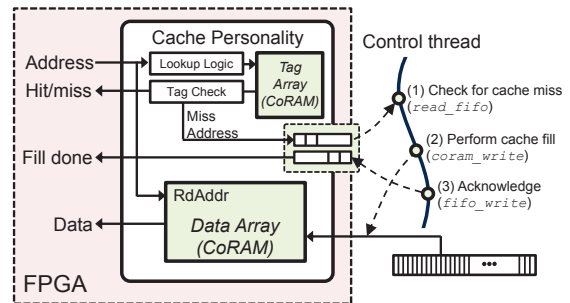 Cache Personality
Control thread
Address
Lookup Logic
Tag
Array
(CoRAM)
Hit/miss
Tag Check
Miss
Address
(1) Check for cache miss
(read_fifo)
(2) Perform cache fill
(coram_write)
Fill done
(3) Acknowledge
(fifo_write)
RdAddr
Data
Data Array
(CoRAM)
FPGA